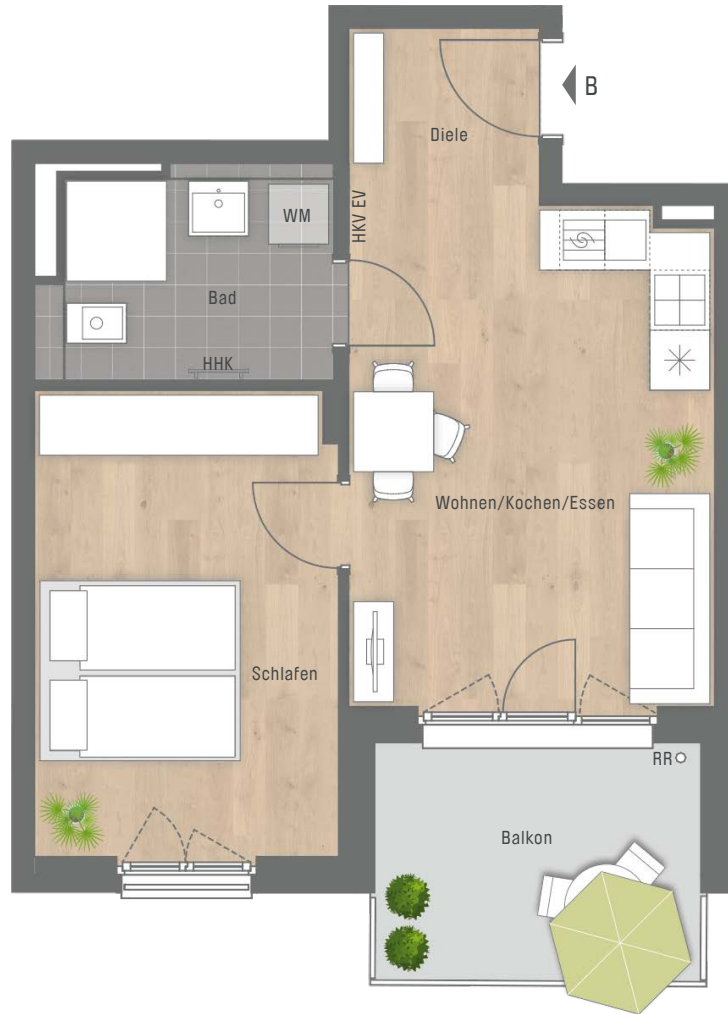 B
Diele
WM
HKV EV
Bad
HHK
Wohnen/Kochen/Essen
Schlafen
RR
Balkon